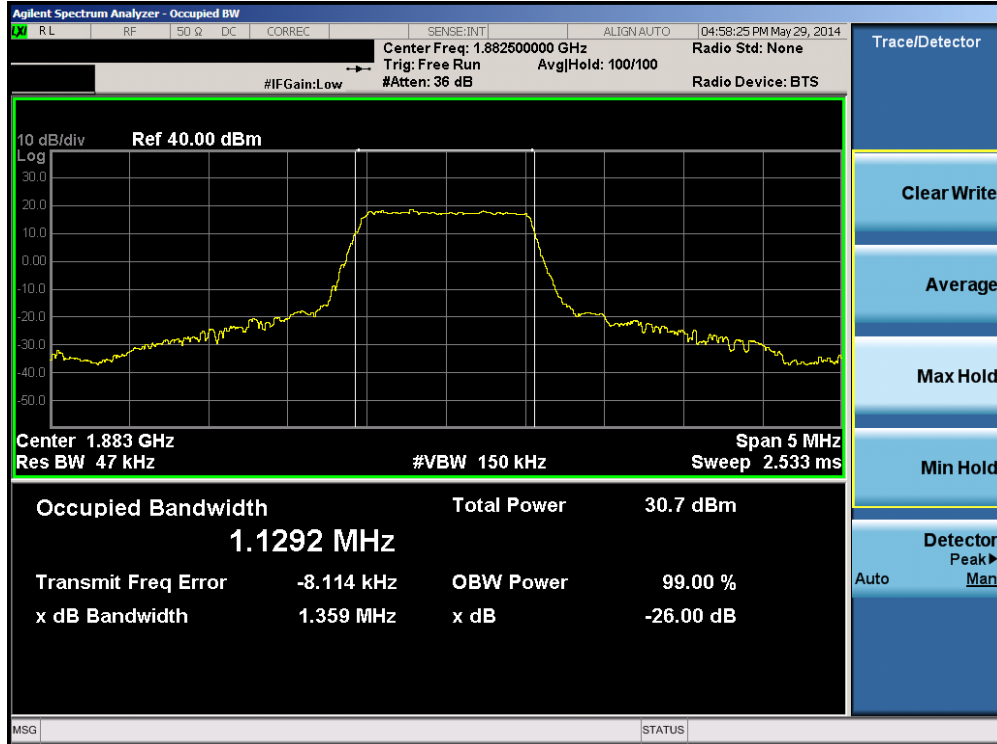 Agilent Spectrum Analyzer - Occupied BW
LXI RL RF 50 Ω DC CORREC SENSE:INT ALIGN AUTO 04:58:25 PM May 29, 2014
Center Freq: 1.882500000 GHz Radio Std: None
Trig: Free Run Avg|Hold: 100/100
#IFGain:Low #Atten: 36 dB Radio Device: BTS
10 dB/div Ref 40.00 dBm
Log
30.0
20.0
10.0
0.00
-10.0
-20.0
-30.0
-40.0
-50.0
Center 1.883 GHz Span 5 MHz
Res BW 47 kHz #VBW 150 kHz Sweep 2.533 ms
Occupied Bandwidth Total Power 30.7 dBm
1.1292 MHz
Transmit Freq Error -8.114 kHz OBW Power 99.00 %
x dB Bandwidth 1.359 MHz x dB -26.00 dB
MSG STATUS
Trace/Detector
Clear Write
Average
Max Hold
Min Hold
Detector
Peak▶
Auto Man